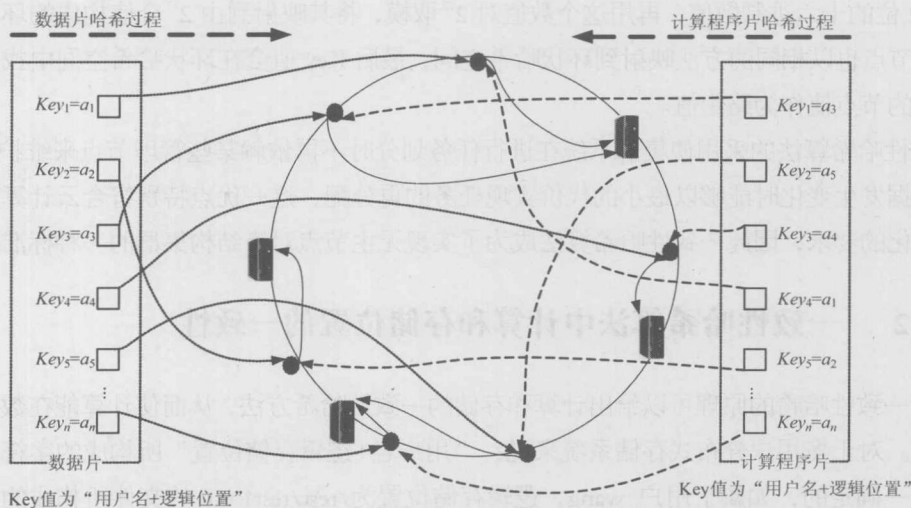 数据片哈希过程
计算程序片哈希过程
Key₁=a₁
Key₂=a₂
Key₃=a₃
Key₄=a₄
Key₅=a₅
⋮
Keyₙ=aₙ
数据片
Key值为“用户名+逻辑位置”
Key₁=a₃
Key₂=a₅
Key₃=a₄
Key₄=a₁
Key₅=a₂
⋮
Keyₙ=aₙ
计算程序片
Key值为“用户名+逻辑位置”